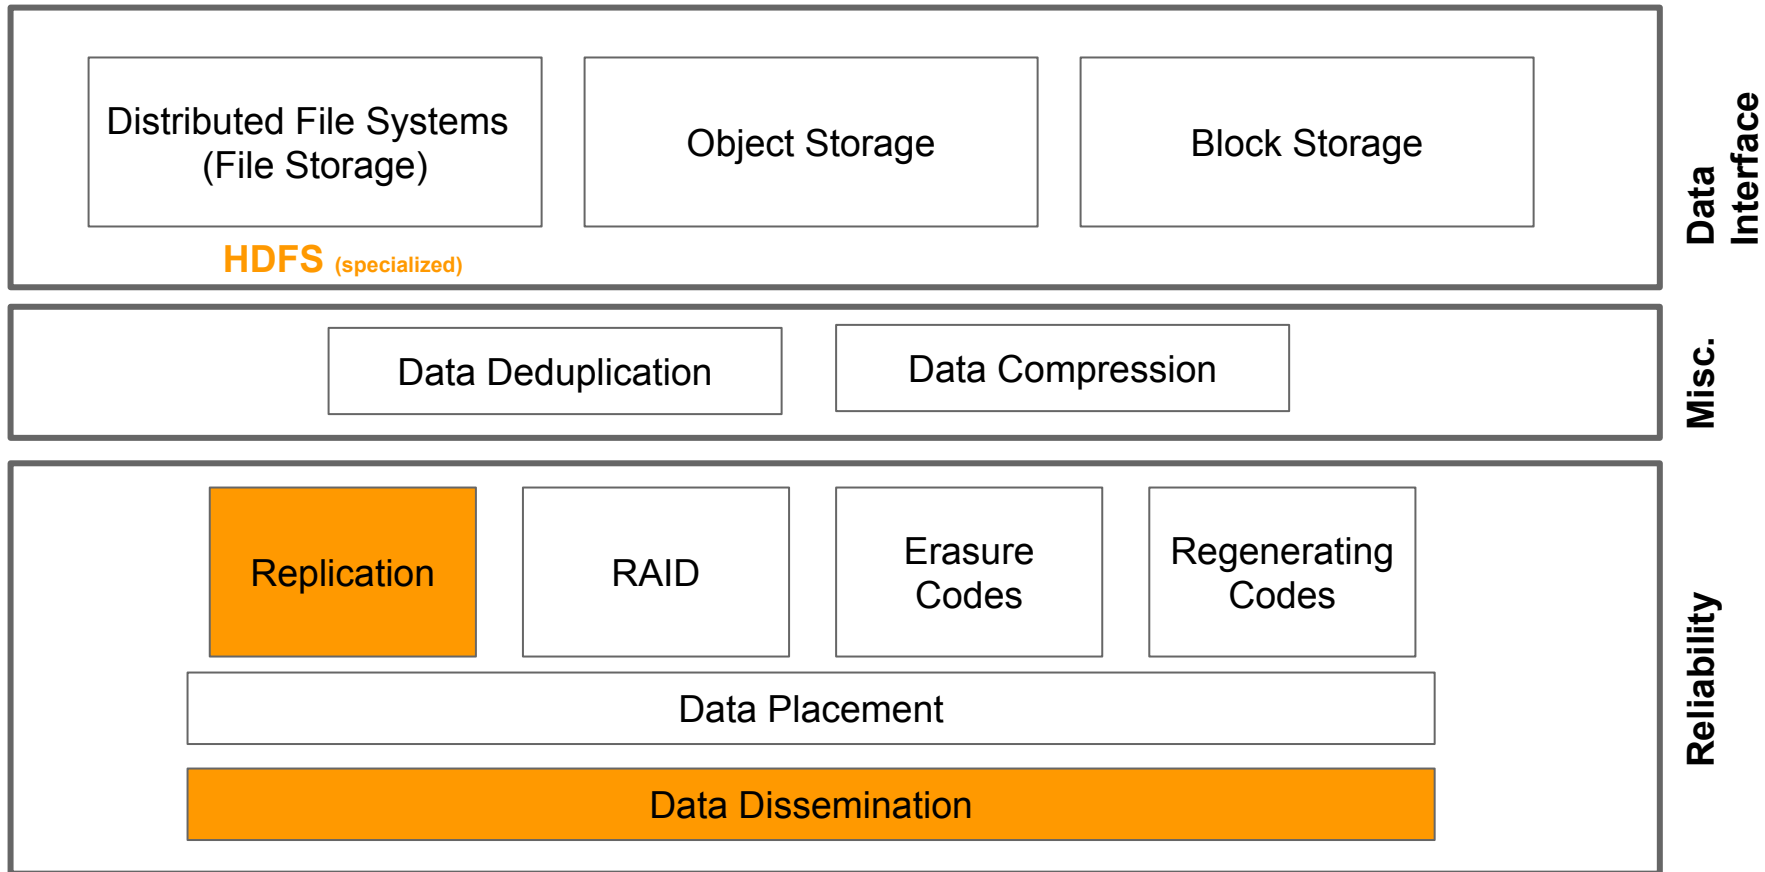 Distributed File Systems
(File Storage)
Object Storage
Block Storage
HDFS (specialized)
Data
Interface
Data Deduplication
Data Compression
Misc.
Replication
RAID
Erasure
Codes
Regenerating
Codes
Data Placement
Data Dissemination
Reliability